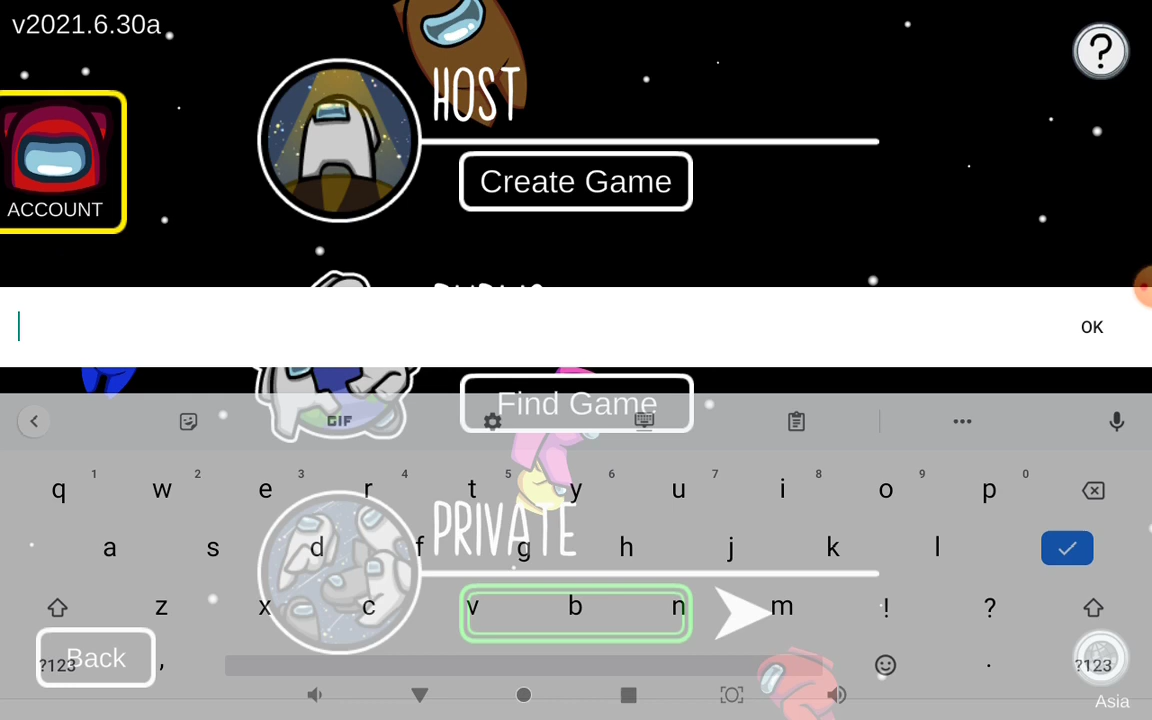 v2021.6.30a
HOST
ACCOUNT
Create Game
OK
Find Game
GIF
1 2 3 4 5 6 7 8 9 0
q w e r t y u i o p
PRIVATE
a s d f g h j k l
z x c v b n m ! ?
Back
?123 , . ?123
Asia